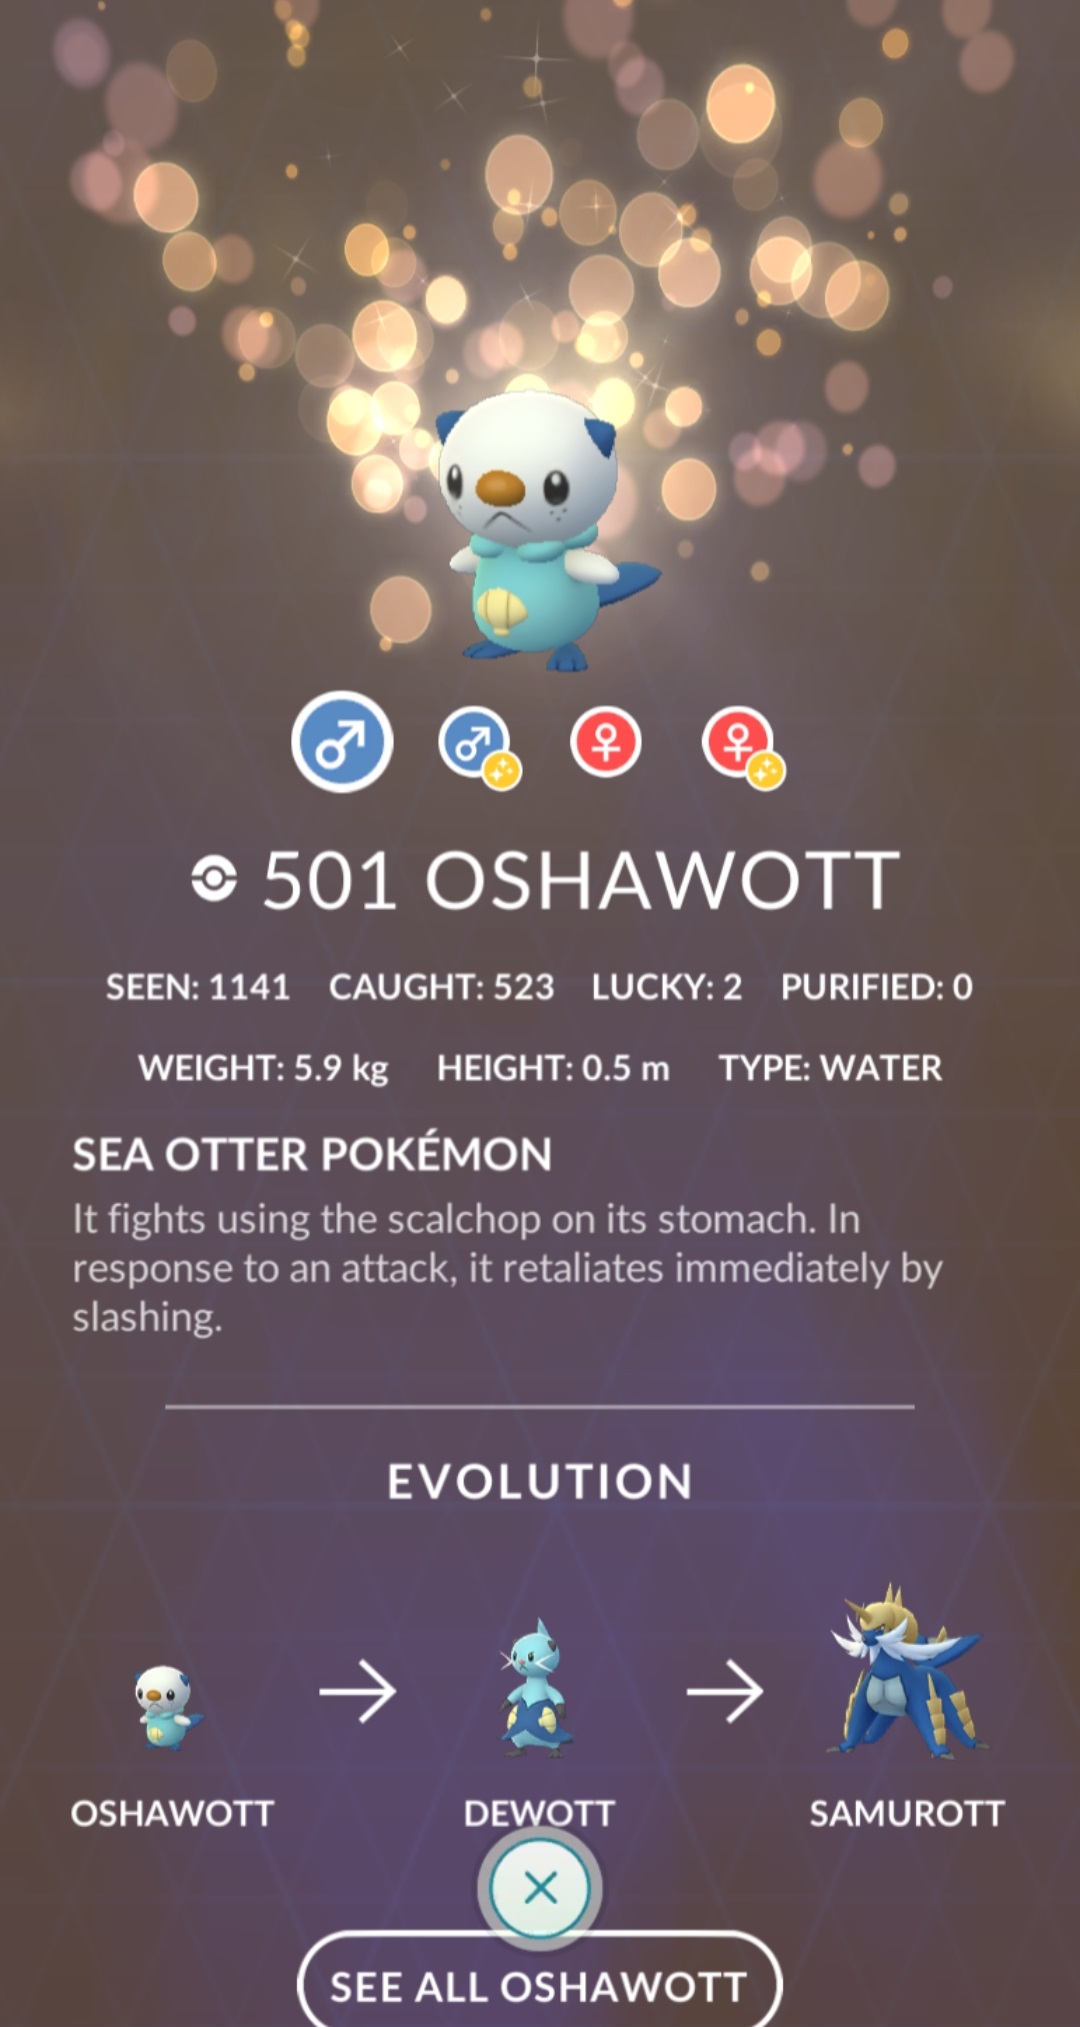 501 OSHAWOTT
SEEN: 1141 CAUGHT: 523 LUCKY: 2 PURIFIED: 0
WEIGHT: 5.9 kg HEIGHT: 0.5 m TYPE: WATER
SEA OTTER POKÉMON
It fights using the scalchop on its stomach. In
response to an attack, it retaliates immediately by
slashing.
EVOLUTION
OSHAWOTT DEWOTT SAMUROTT
SEE ALL OSHAWOTT